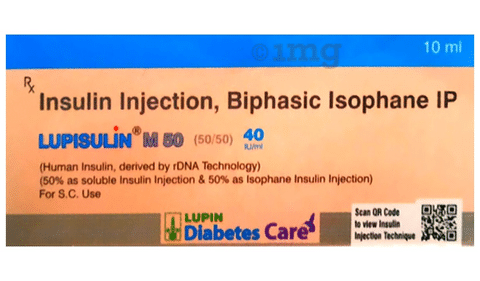 10 ml
1mg
Rx
Insulin Injection, Biphasic Isophane IP
LUPISULIN® M 50 (50/50) 40
I.U/ml
(Human Insulin, derived by rDNA Technology)
(50% as soluble Insulin Injection & 50% as Isophane Insulin Injection)
For S.C. Use
LUPIN
Diabetes Care
Scan QR Code
to view Insulin
Injection Technique